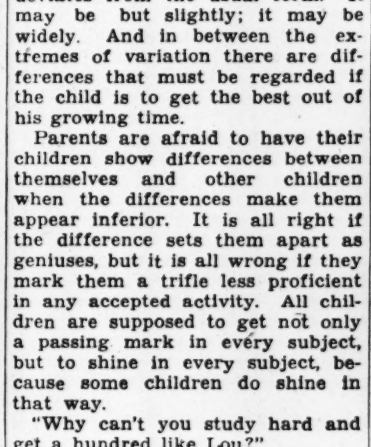 may be but slightly; it may be
widely. And in between the ex-
tremes of variation there are dif-
ferences that must be regarded if
the child is to get the best out of
his growing time.
Parents are afraid to have their
children show differences between
themselves and other children
when the differences make them
appear inferior. It is all right if
the difference sets them apart as
geniuses, but it is all wrong if they
mark them a trifle less proficient
in any accepted activity. All chil-
dren are supposed to get not only
a passing mark in every subject,
but to shine in every subject, be-
cause some children do shine in
that way.
"Why can't you study hard and
get a hundred like Lou?"